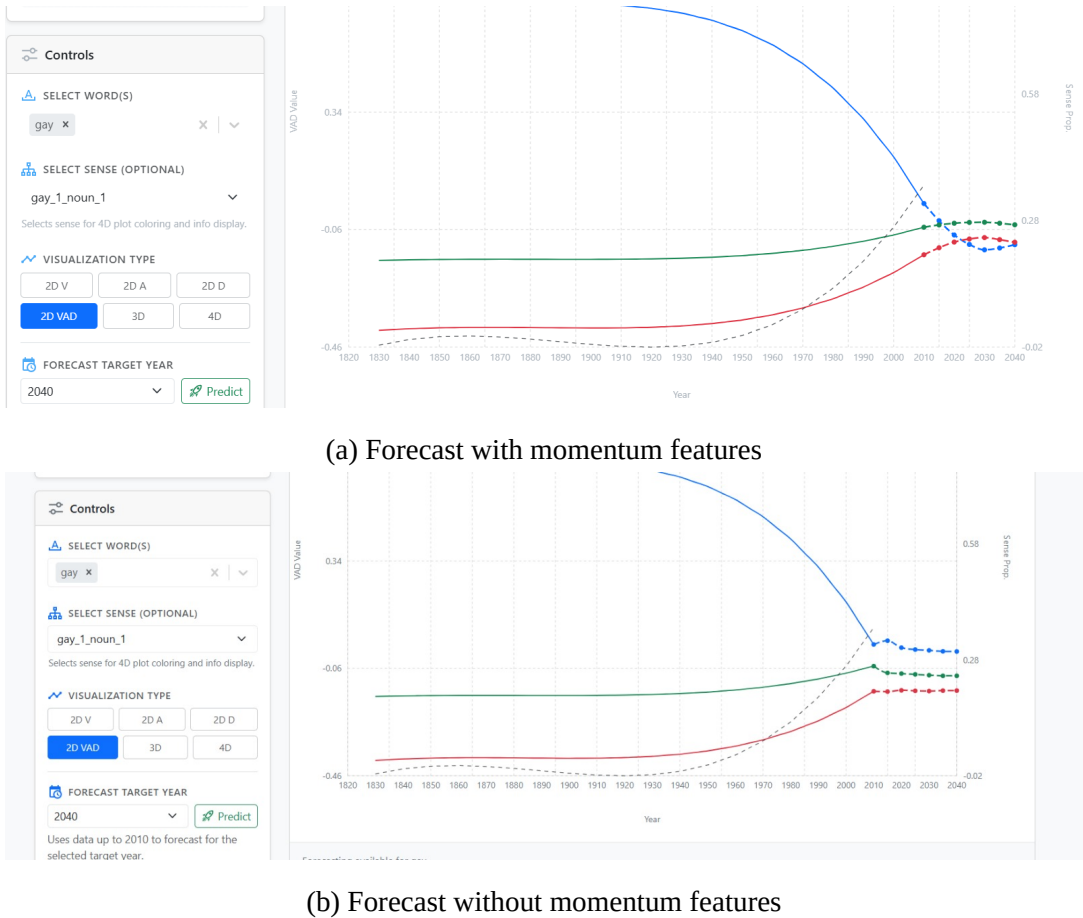 Controls
SELECT WORD(S)
gay ×
SELECT SENSE (OPTIONAL)
gay_1_noun_1
Selects sense for 4D plot coloring and info display.
VISUALIZATION TYPE
2D V 2D A 2D D
2D VAD 3D 4D
FORECAST TARGET YEAR
2040 Predict
VAD Value
0.34
-0.06
-0.46
0.58
0.28
-0.02
Sense Prop.
1820 1830 1840 1850 1860 1870 1880 1890 1900 1910 1920 1930 1940 1950 1960 1970 1980 1990 2000 2010 2020 2030 2040
Year
(a) Forecast with momentum features
Controls
SELECT WORD(S)
gay ×
SELECT SENSE (OPTIONAL)
gay_1_noun_1
Selects sense for 4D plot coloring and info display.
VISUALIZATION TYPE
2D V 2D A 2D D
2D VAD 3D 4D
FORECAST TARGET YEAR
2040 Predict
Uses data up to 2010 to forecast for the
selected target year.
VAD Value
0.34
-0.06
-0.46
0.58
0.28
-0.02
Sense Prop.
1820 1830 1840 1850 1860 1870 1880 1890 1900 1910 1920 1930 1940 1950 1960 1970 1980 1990 2000 2010 2020 2030 2040
Year
(b) Forecast without momentum features